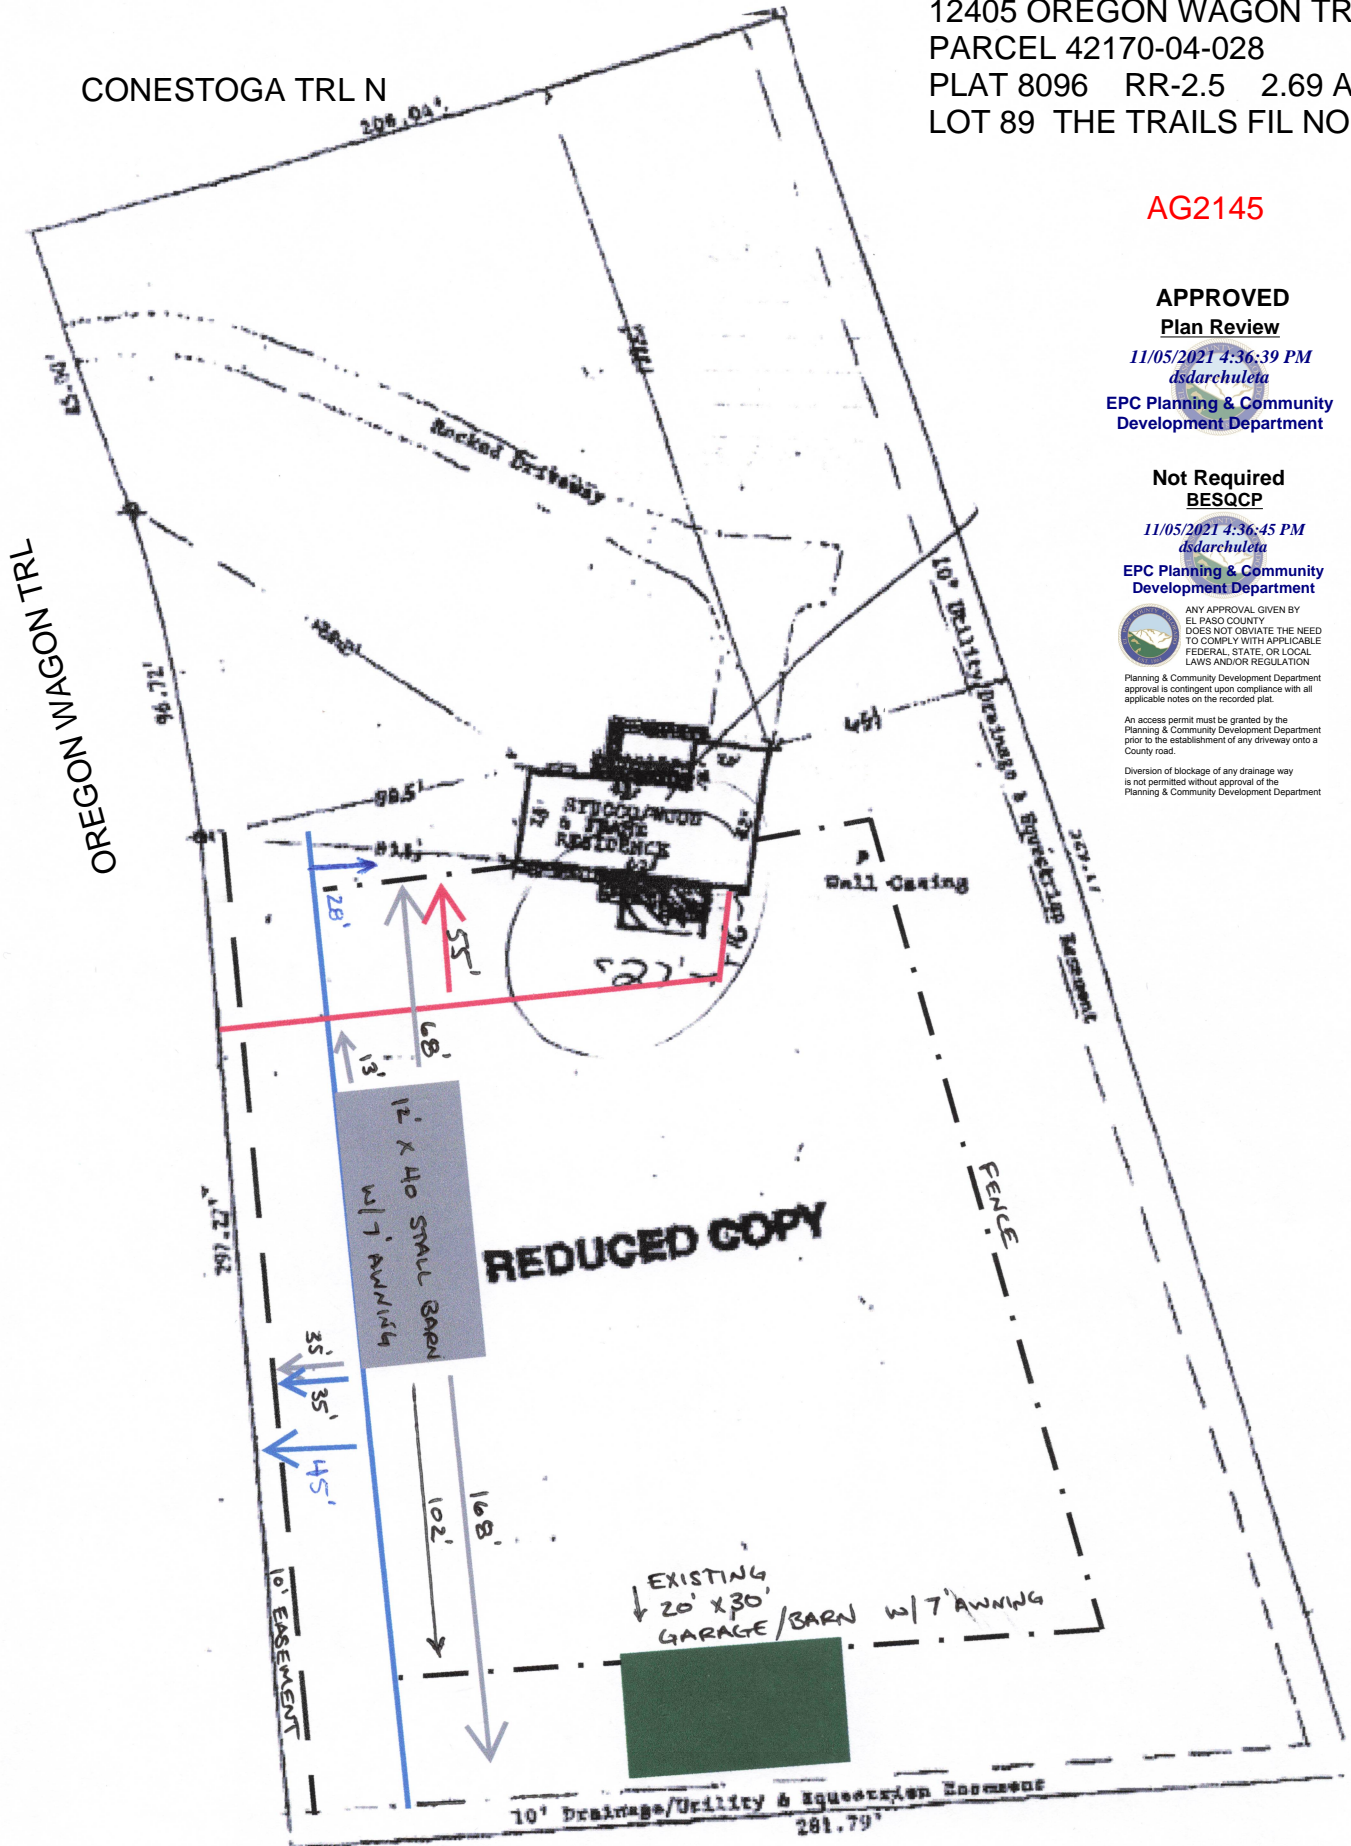 12405 OREGON WAGON TR
PARCEL 42170-04-028
PLAT 8096 RR-2.5 2.69 A
LOT 89 THE TRAILS FIL NO
CONESTOGA TRL N
206.04'
AG2145
APPROVED
Plan Review
11/05/2021 4:36:39 PM
dsdarchuleta
EPC Planning & Community
Development Department
Not Required
BESQCP
11/05/2021 4:36:45 PM
dsdarchuleta
EPC Planning & Community
Development Department
ANY APPROVAL GIVEN BY
EL PASO COUNTY
DOES NOT OBVIATE THE NEED
TO COMPLY WITH APPLICABLE
FEDERAL, STATE, OR LOCAL
LAWS AND/OR REGULATION
Planning & Community Development Department
approval is contingent upon compliance with all
applicable notes on the recorded plat.
An access permit must be granted by the
Planning & Community Development Department
prior to the establishment of any driveway onto a
County road.
Diversion of blockage of any drainage way
is not permitted without approval of the
Planning & Community Development Department
Rocked Driveway
OREGON WAGON TRL
96.72'
10' Utility/Drainage & Equestrian Easement
98.5'
STUCCO/WOOD
FRAME
RESIDENCE
Well Casing
28'
55'
27'
68'
13'
12' X 40 STALL BARN
W/ 7' AWNING
REDUCED COPY
FENCE
297.27'
35'
35'
45'
102'
168'
10' EASEMENT
EXISTING
20' X 30'
GARAGE/BARN W/ 7' AWNING
10' Drainage/Utility & Equestrian Easement
281.79'